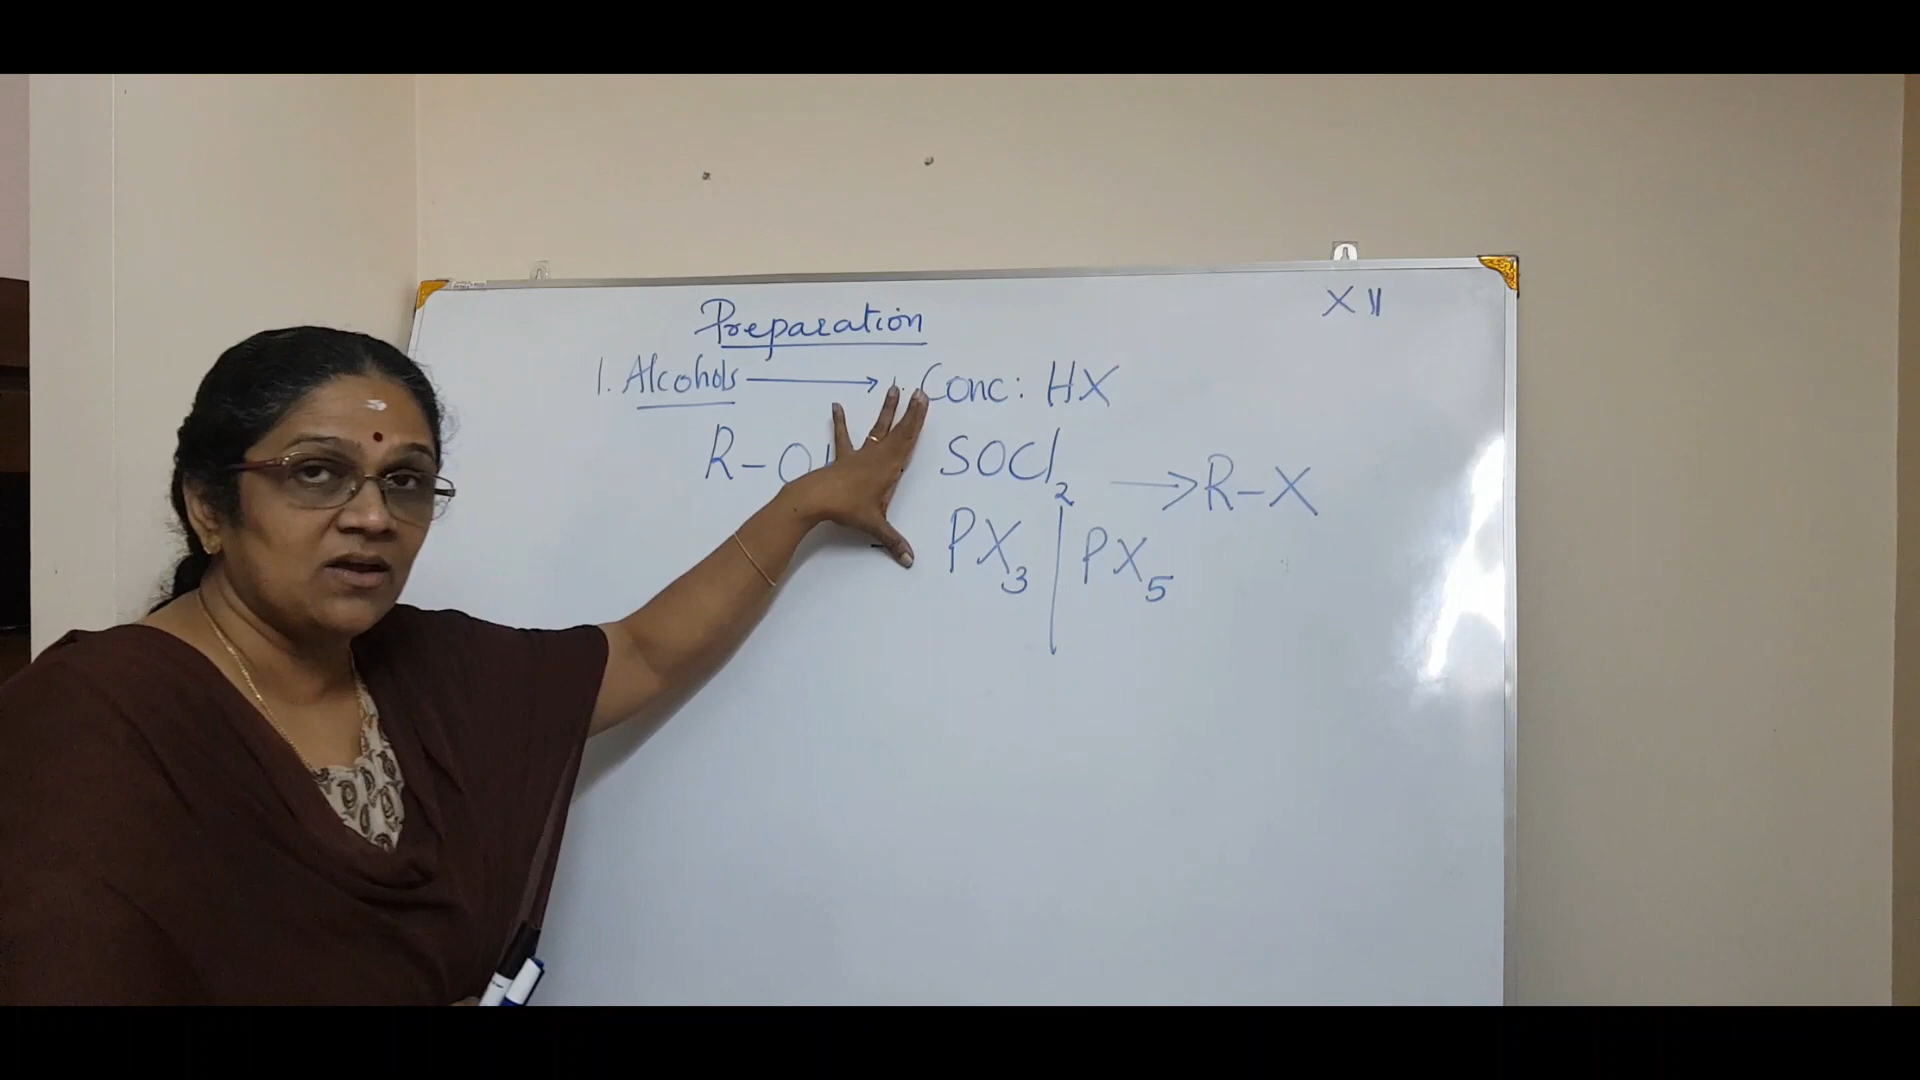 XII
Preparation
1. Alcohols → Conc: HX
R-O SOCl₂ → R-X
PX₃ | PX₅